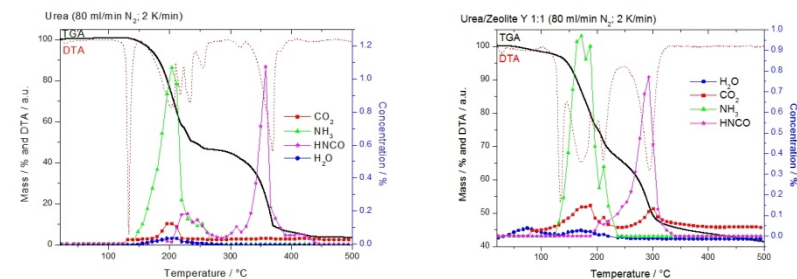 Urea (80 ml/min N₂; 2 K/min)
TGA
DTA
CO₂
NH₃
HNCO
H₂O
Mass / % and DTA / a.u.
100
80
60
40
20
0
Concentration / %
1.2
1.0
0.8
0.6
0.4
0.2
0.0
0 100 200 300 400 500
Temperature / °C
Urea/Zeolite Y 1:1 (80 ml/min N₂; 2 K/min)
TGA
DTA
H₂O
CO₂
NH₃
HNCO
Mass / % and DTA / a.u.
100
90
80
70
60
50
40
Concentration / %
1.0
0.9
0.8
0.7
0.6
0.5
0.4
0.3
0.2
0.1
0.0
0 100 200 300 400 500
Temperature / °C